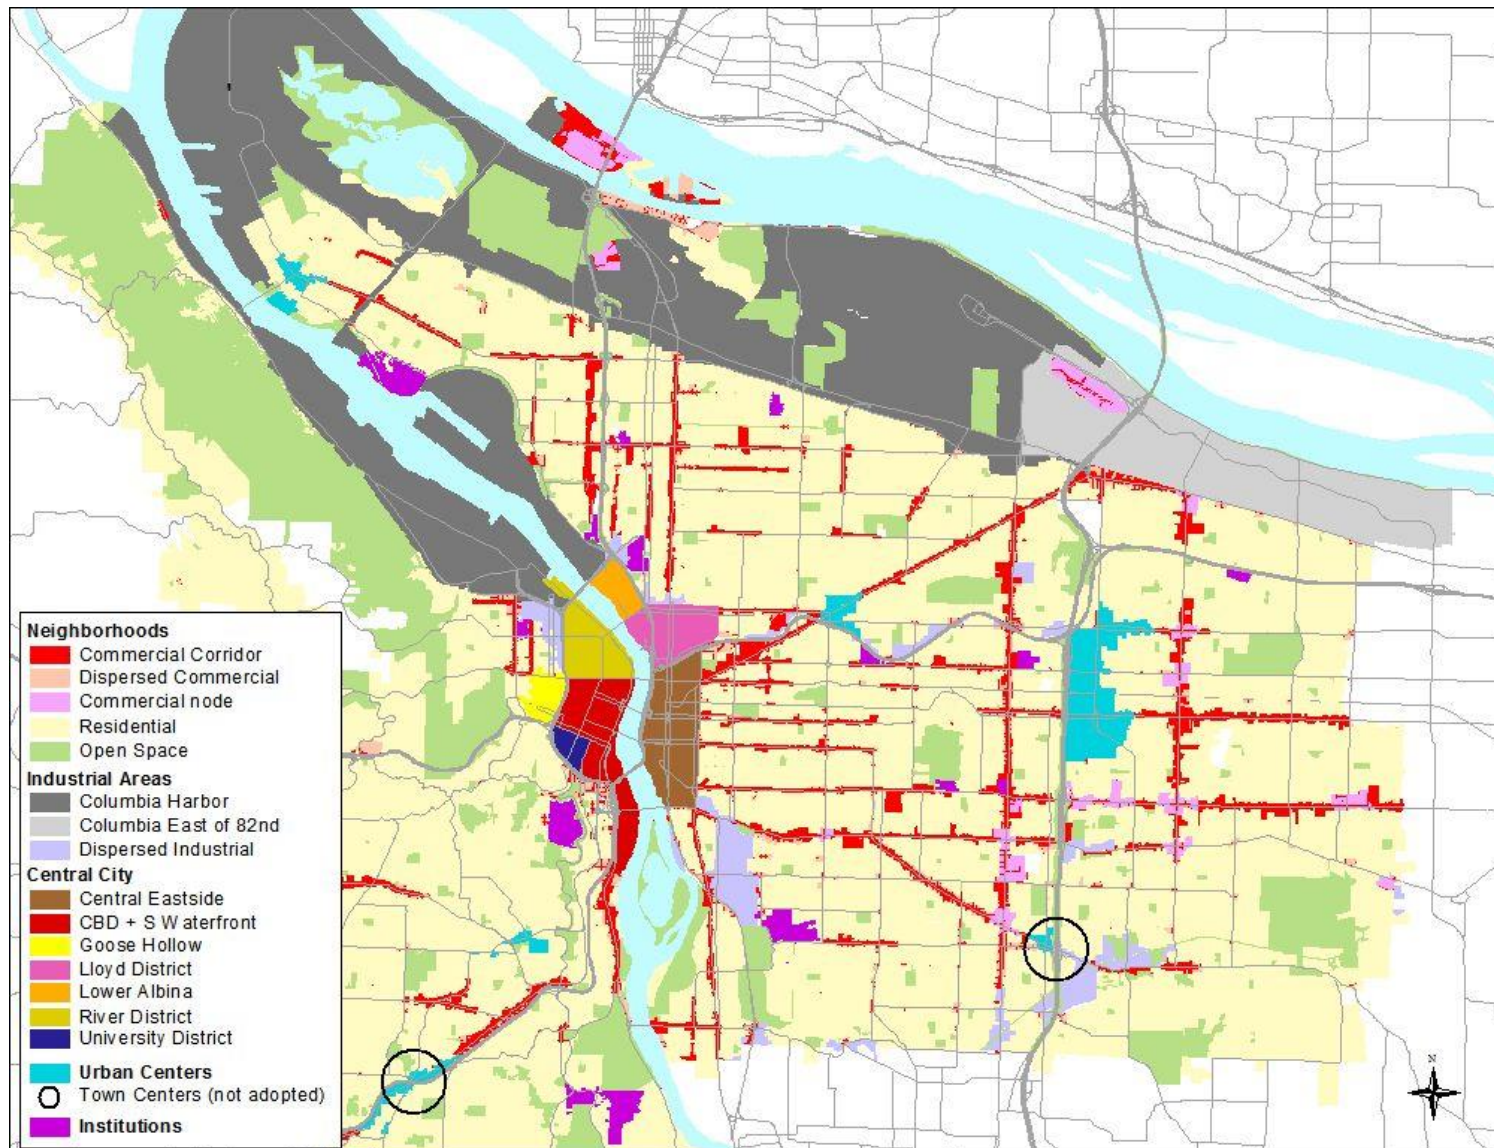 N
Neighborhoods
Commercial Corridor
Dispersed Commercial
Commercial node
Residential
Open Space
Industrial Areas
Columbia Harbor
Columbia East of 82nd
Dispersed Industrial
Central City
Central Eastside
CBD + S Waterfront
Goose Hollow
Lloyd District
Lower Albina
River District
University District
Urban Centers
Town Centers (not adopted)
Institutions